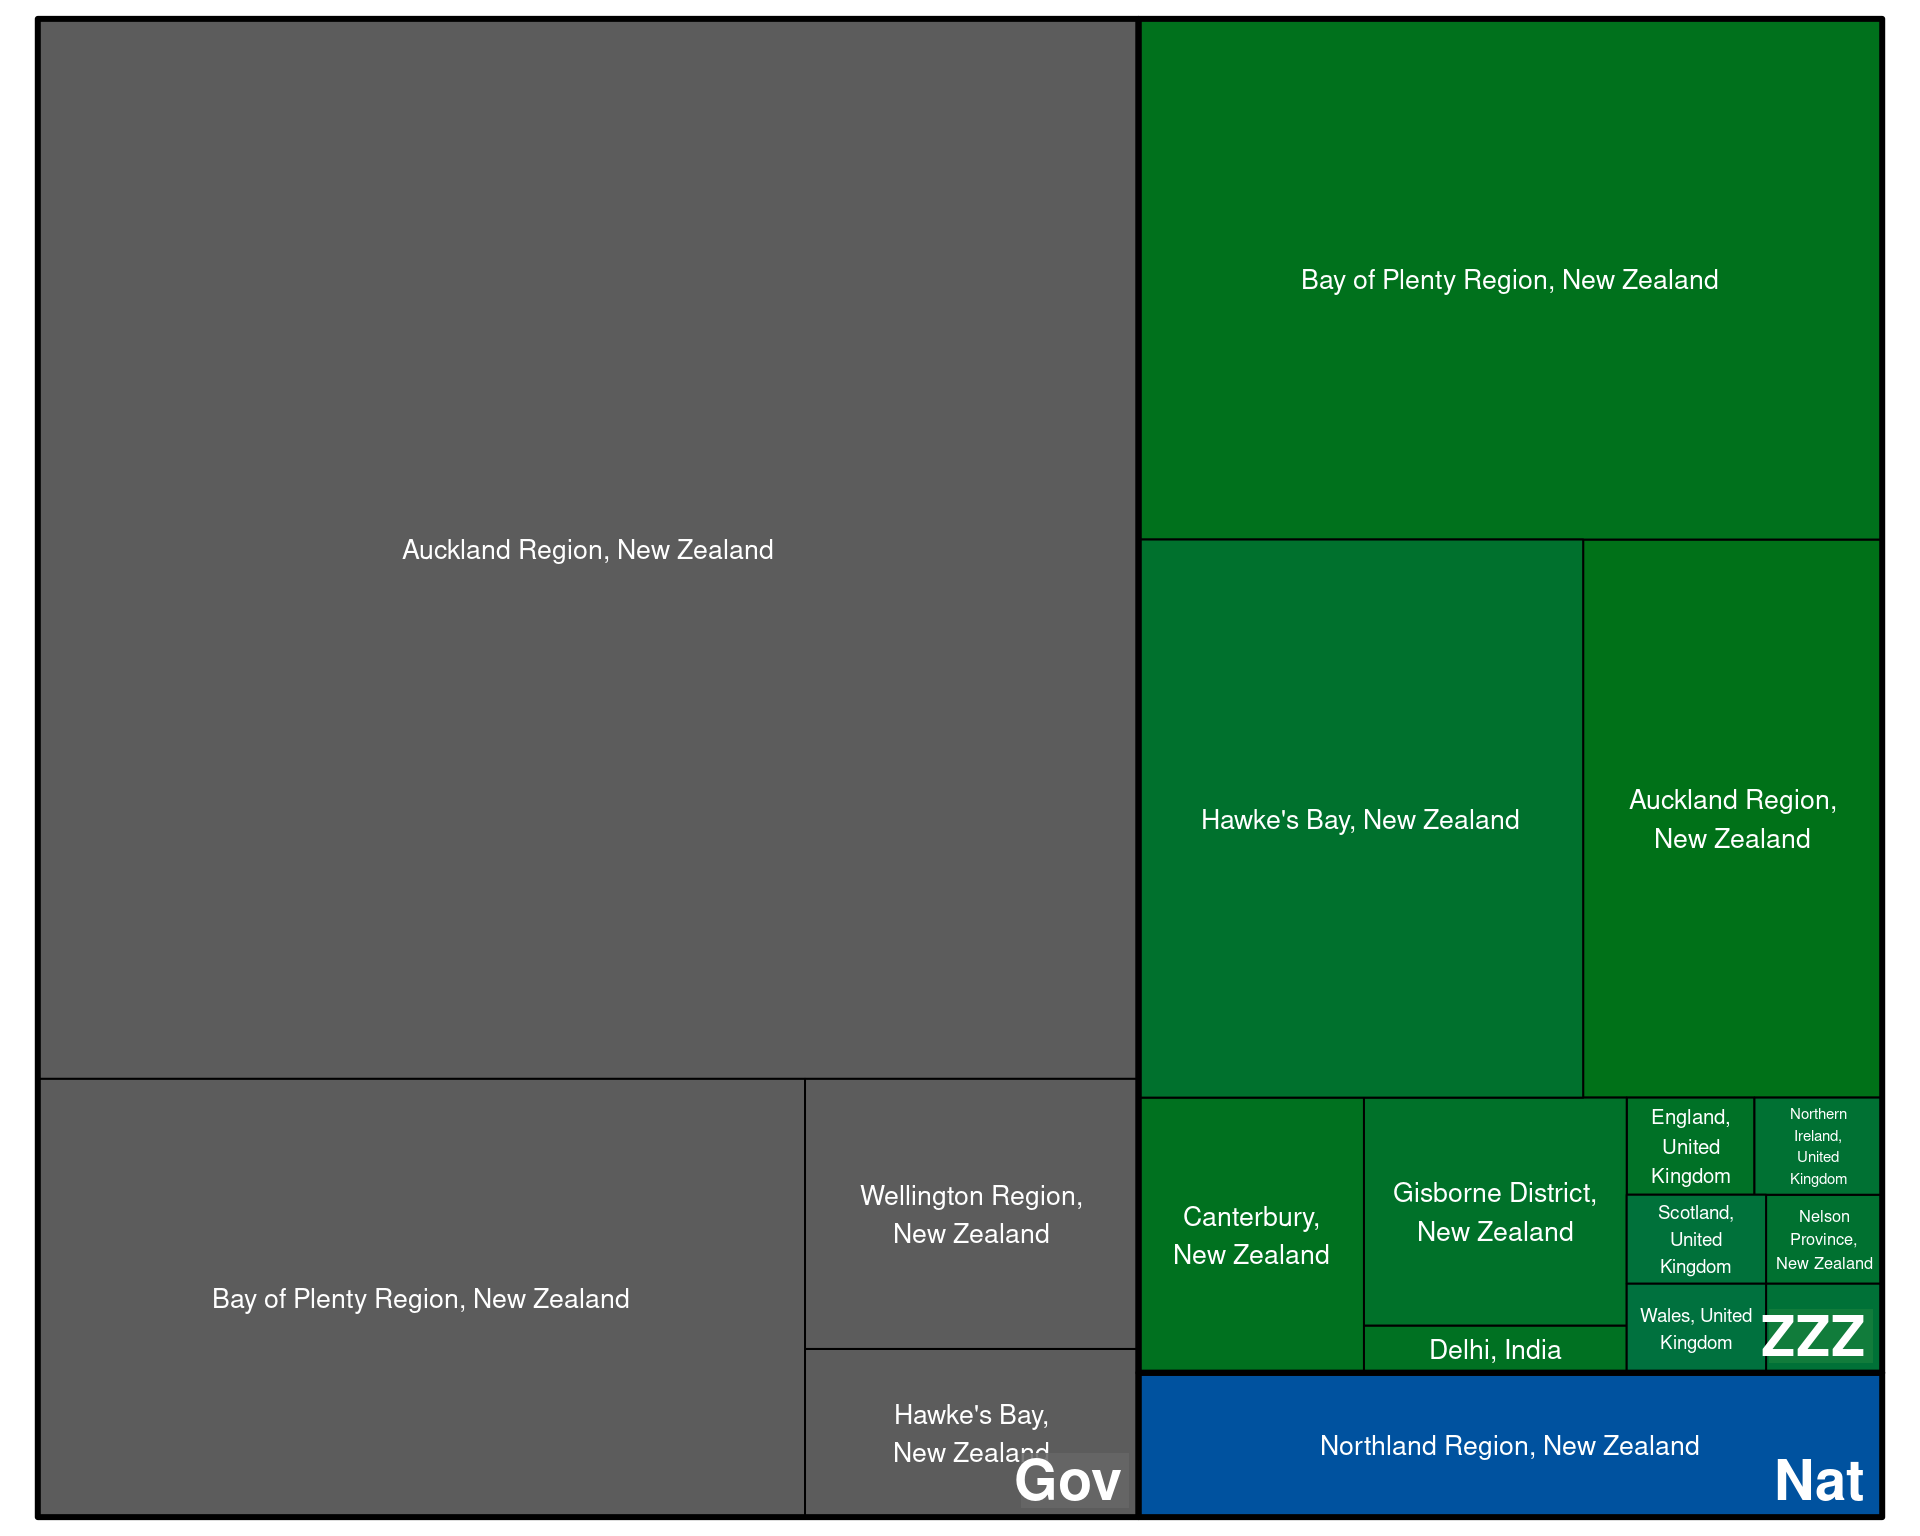 Auckland Region, New Zealand
Bay of Plenty Region, New Zealand
Wellington Region,
New Zealand
Hawke's Bay,
New Zealand
Gov
Bay of Plenty Region, New Zealand
Hawke's Bay, New Zealand
Auckland Region,
New Zealand
Canterbury,
New Zealand
Gisborne District,
New Zealand
Delhi, India
England,
United
Kingdom
Northern
Ireland,
United
Kingdom
Scotland,
United
Kingdom
Nelson
Province,
New Zealand
Wales, United
Kingdom
ZZZ
Northland Region, New Zealand
Nat